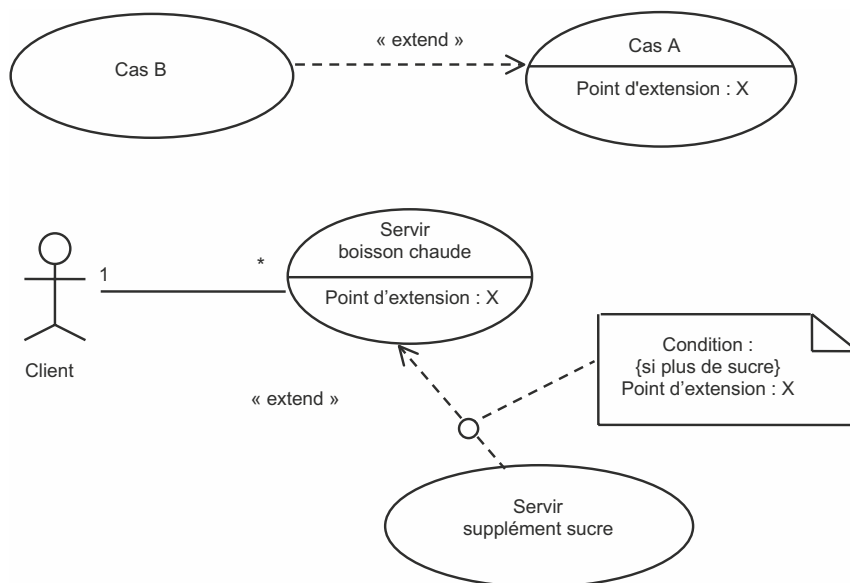 Cas B
« extend »
Cas A
Point d'extension : X
Servir
boisson chaude
Point d’extension : X
1
*
Client
« extend »
Condition :
{si plus de sucre}
Point d’extension : X
Servir
supplément sucre